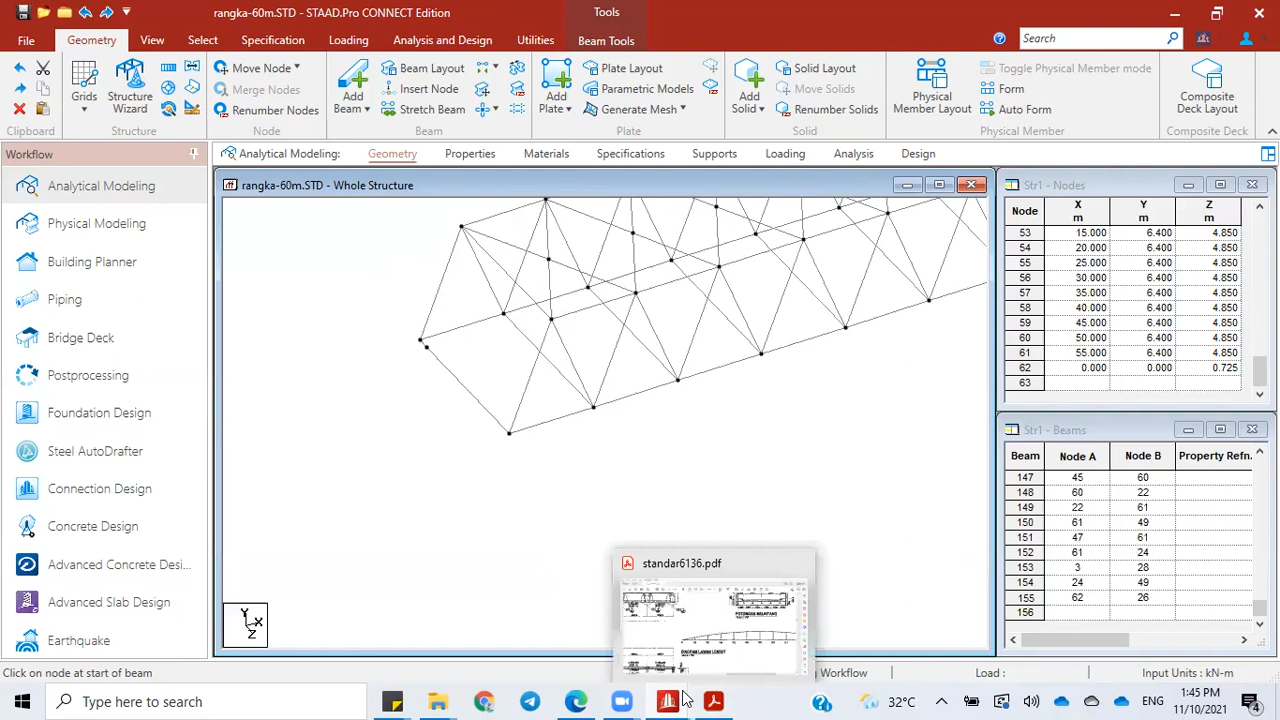 rangka-60m.STD - STAAD.Pro CONNECT Edition
Tools
File Geometry View Select Specification Loading Analysis and Design Utilities Beam Tools
Search
Grids
Structure Wizard
Move Node
Merge Nodes
Renumber Nodes
Add Beam
Beam Layout
Insert Node
Stretch Beam
Add Plate
Plate Layout
Parametric Models
Generate Mesh
Add Solid
Solid Layout
Move Solids
Renumber Solids
Physical Member Layout
Toggle Physical Member mode
Form
Auto Form
Composite Deck Layout
Clipboard Structure Node Beam Plate Solid Physical Member Composite Deck
Workflow
Analytical Modeling: Geometry Properties Materials Specifications Supports Loading Analysis Design
Analytical Modeling
Physical Modeling
Building Planner
Piping
Bridge Deck
Postprocessing
Foundation Design
Steel AutoDrafter
Connection Design
Concrete Design
Advanced Concrete Desi...
Advanced Slab Design
Earthquake
rangka-60m.STD - Whole Structure
Y
X
Z
Str1 - Nodes
Node X m Y m Z m
53 15.000 6.400 4.850
54 20.000 6.400 4.850
55 25.000 6.400 4.850
56 30.000 6.400 4.850
57 35.000 6.400 4.850
58 40.000 6.400 4.850
59 45.000 6.400 4.850
60 50.000 6.400 4.850
61 55.000 6.400 4.850
62 0.000 0.000 0.725
63
Str1 - Beams
Beam Node A Node B Property Refn.
147 45 60
148 60 22
149 22 61
150 61 49
151 47 61
152 61 24
153 3 28
154 24 49
155 62 26
156
standar6136.pdf
Click on node at start of beam
Workflow
Load :
Input Units : kN-m
Type here to search
32°C
ENG
1:45 PM
11/10/2021
4